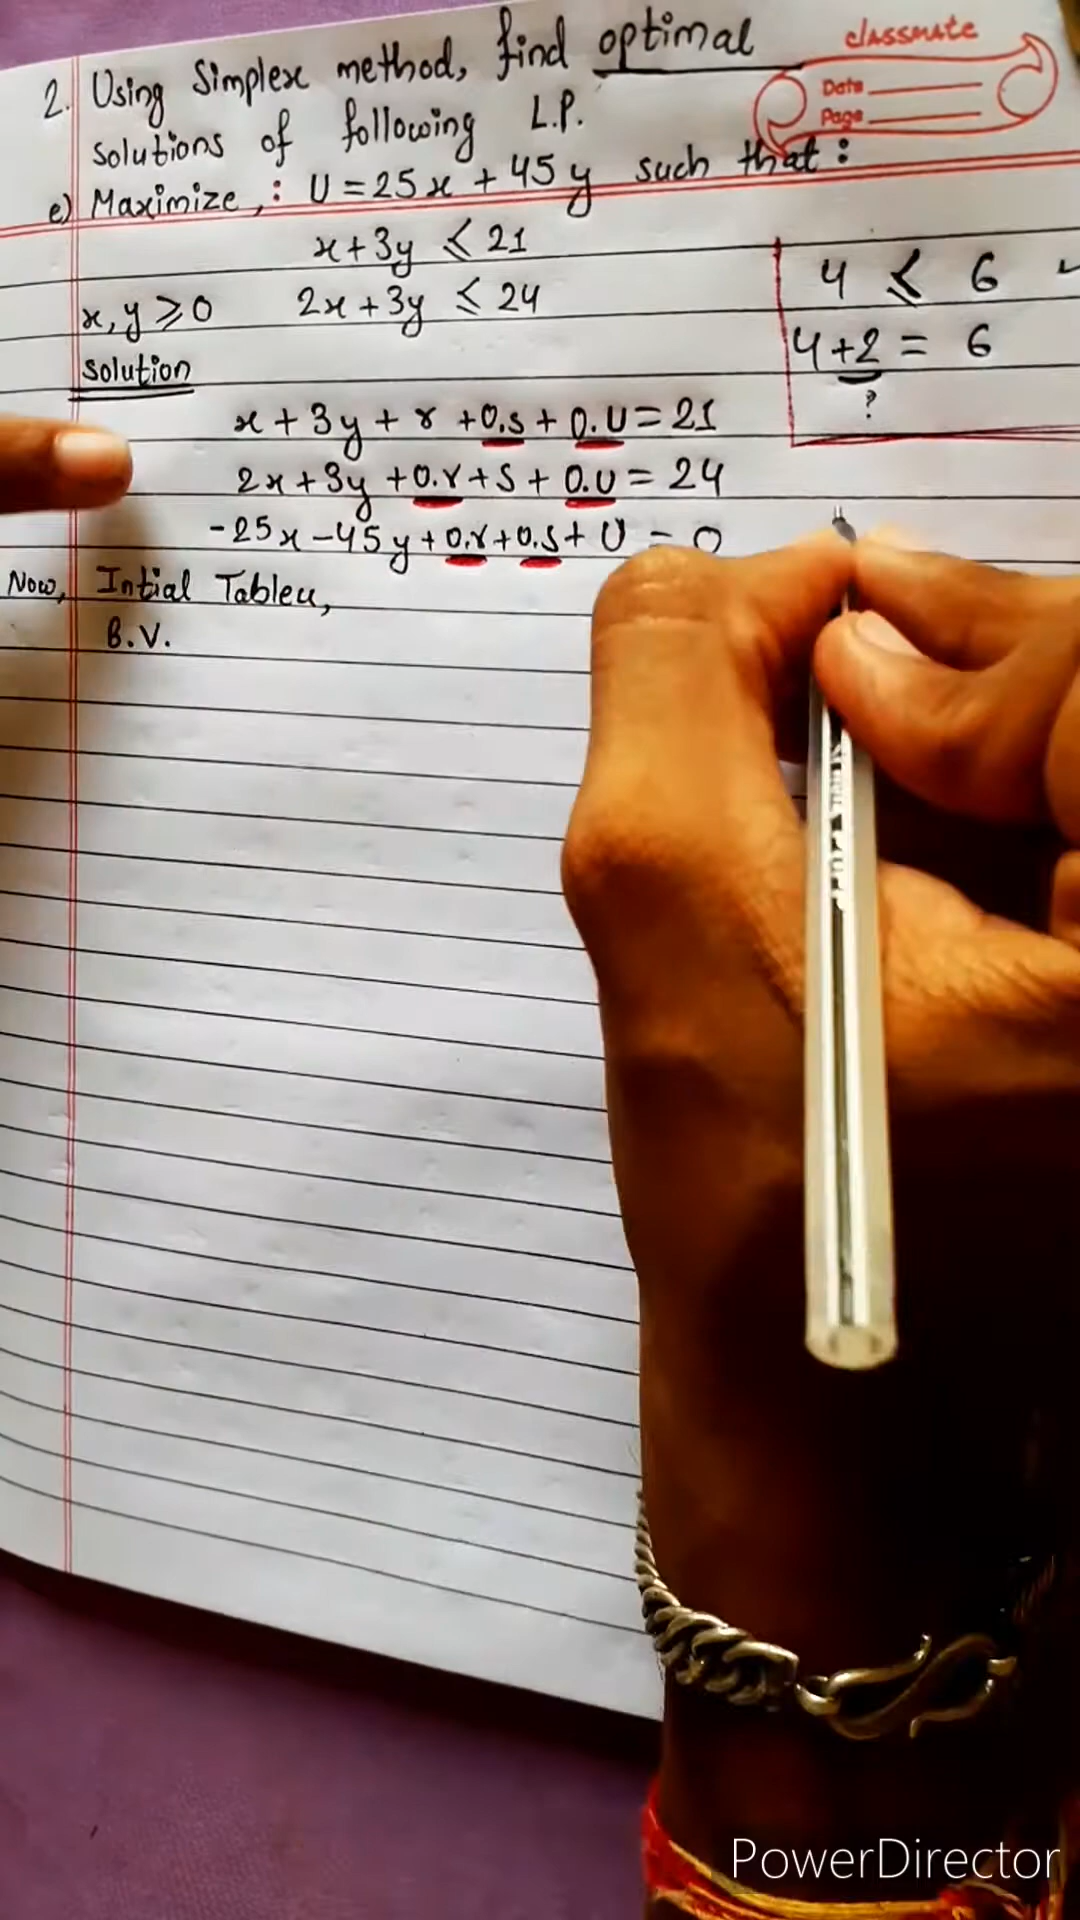 classmate
Date
Page
2. Using Simplex method, find optimal
solutions of following L.P.
e) Maximize,: U = 25x + 45y such that:
x + 3y ≤ 21
x, y ≥ 0 2x + 3y ≤ 24
4 ≤ 6
4 + 2 = 6
?
solution
x + 3y + r + 0.s + 0.U = 21
2x + 3y + 0.r + s + 0.U = 24
-25x - 45y + 0.r + 0.s + U = 0
Now, Intial Tableu,
B.V.
PowerDirector